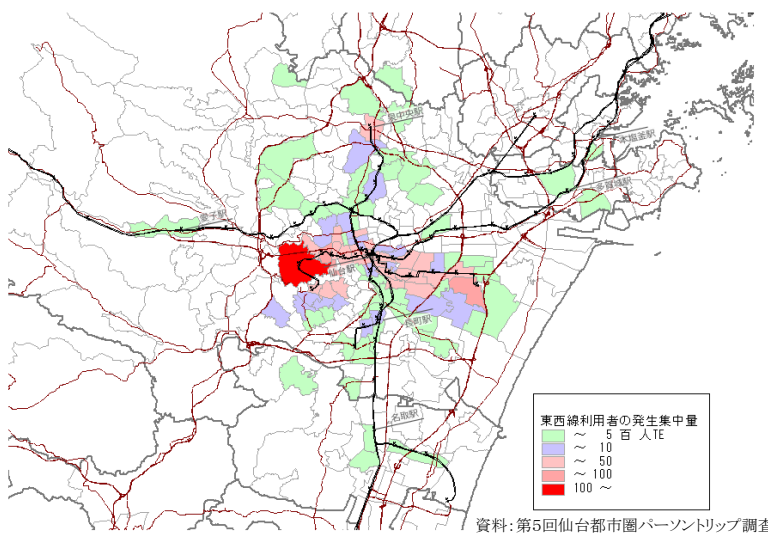 泉中央駅
本塩釜駅
多賀城駅
愛子駅
仙台駅
長町駅
名取駅
東西線利用者の発生集中量
～ 5 百 人TE
～ 10
～ 50
～ 100
100 ～
資料：第5回仙台都市圏パーソントリップ調査